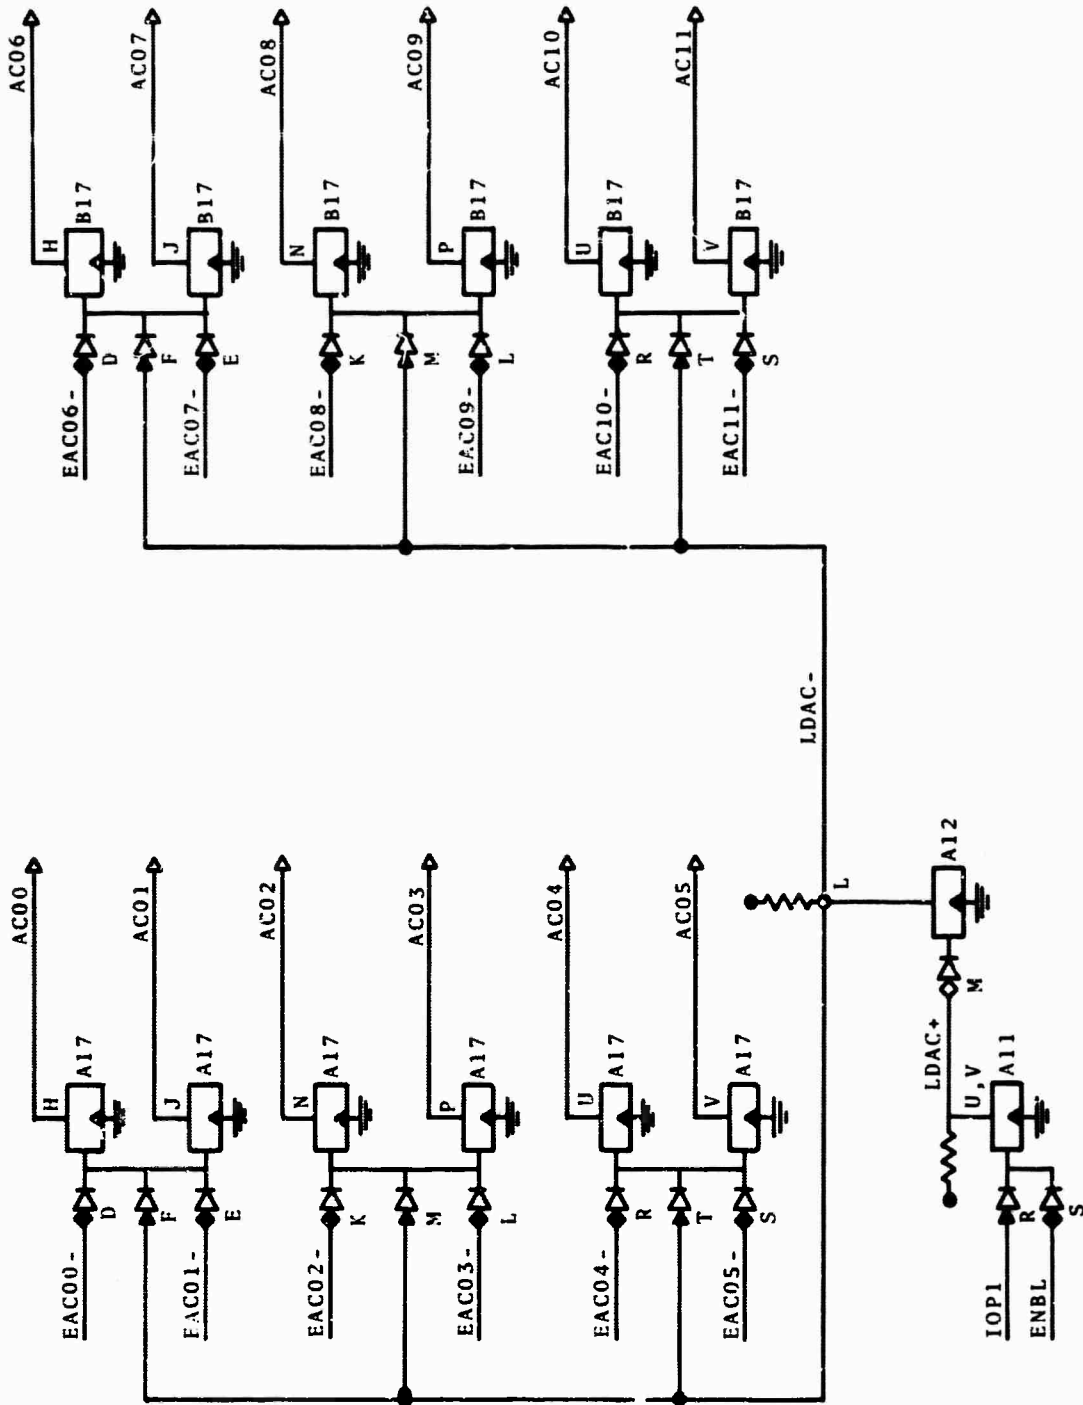 AC00
H
A17
EAC00-
D
F
AC01
J
A17
EAC01-
E
AC02
N
A17
EAC02-
K
M
AC03
P
A17
EAC03-
L
AC04
U
A17
EAC04-
R
T
AC05
V
A17
EAC05-
S
AC06
H
B17
EAC06-
D
F
AC07
J
B17
EAC07-
E
AC08
N
B17
EAC08-
K
M
AC09
P
B17
EAC09-
L
AC10
U
B17
EAC10-
R
T
AC11
V
B17
EAC11-
S
LDAC-
L
A12
M
LDAC+
U,V
A11
IOP1
R
ENBL
S